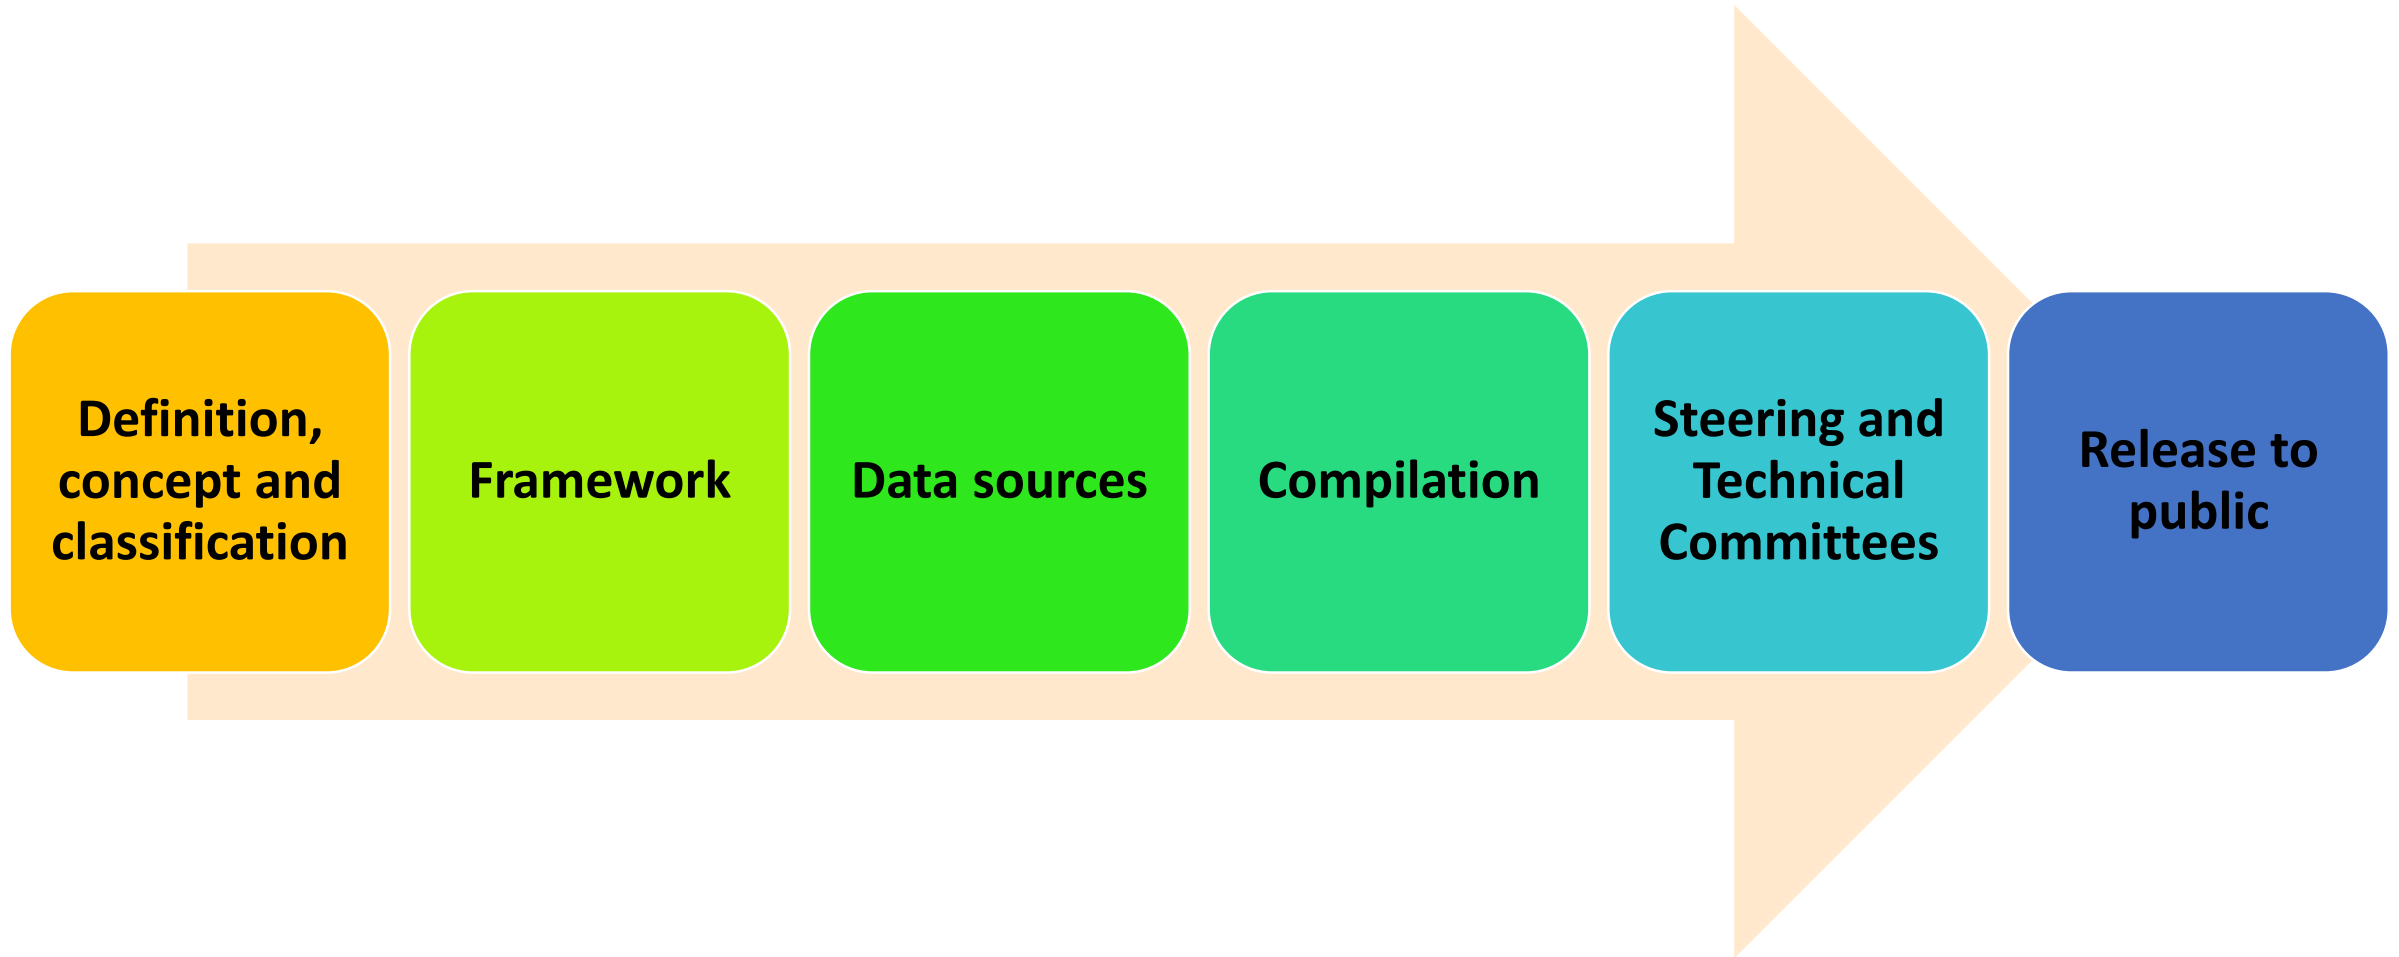 Definition,
concept and
classification
Framework
Data sources
Compilation
Steering and
Technical
Committees
Release to
public